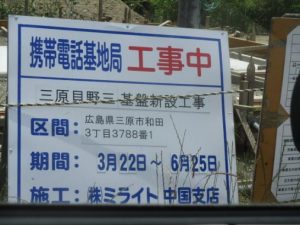 携帯電話基地局 工事中
三原目野三 基盤新設工事
区間： 広島県三原市和田
3丁目3788番1
期間： 3月22日～ 6月25日
施工： ㈱ミライト 中国支店